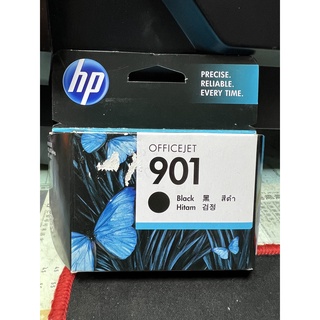 hp
PRECISE.
RELIABLE.
EVERY TIME.
OFFICEJET
901
Black 黑 สีดำ
Hitam 검정